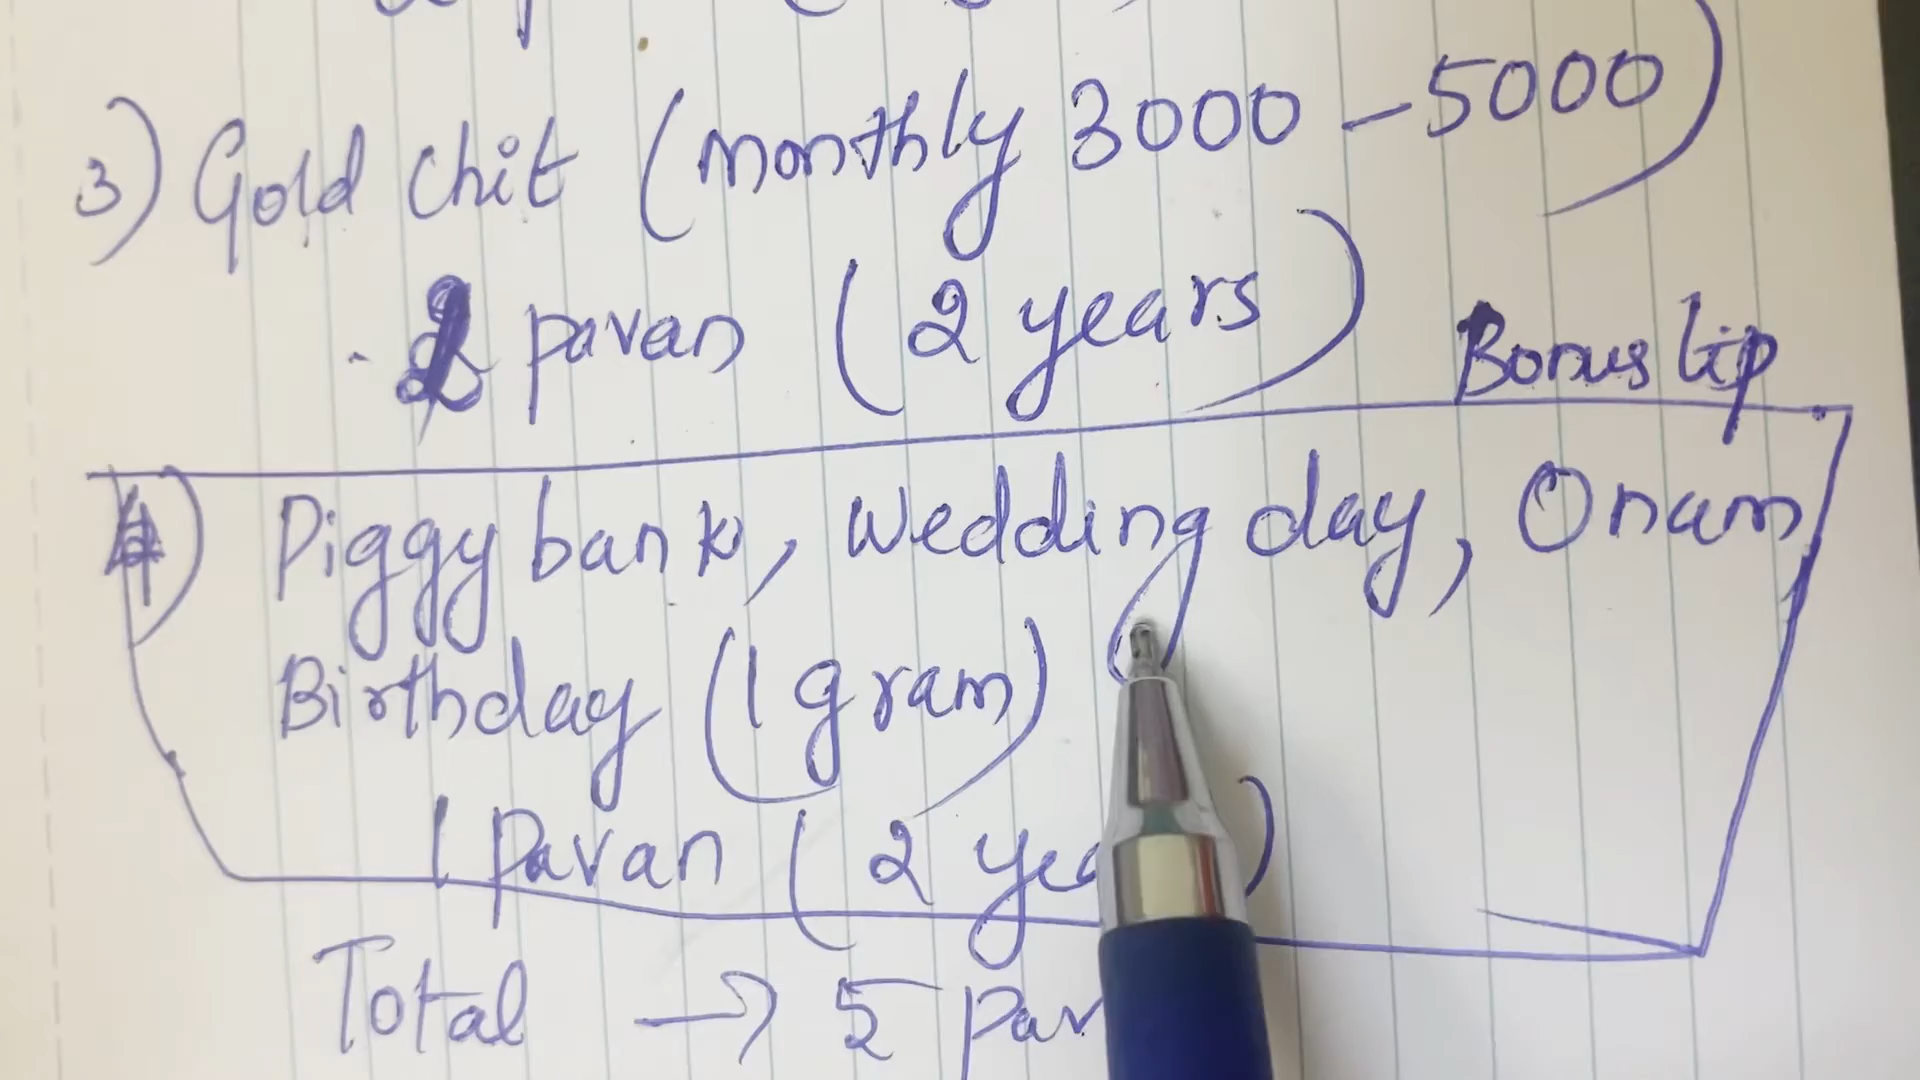 3) Gold chit (monthly 3000 - 5000)
2 pavan (2 years)
Bonus tip
4) Piggy bank, Wedding day, Onam
Birthday (1 gram)
1 Pavan (2 yea)
Total → 5 Pav